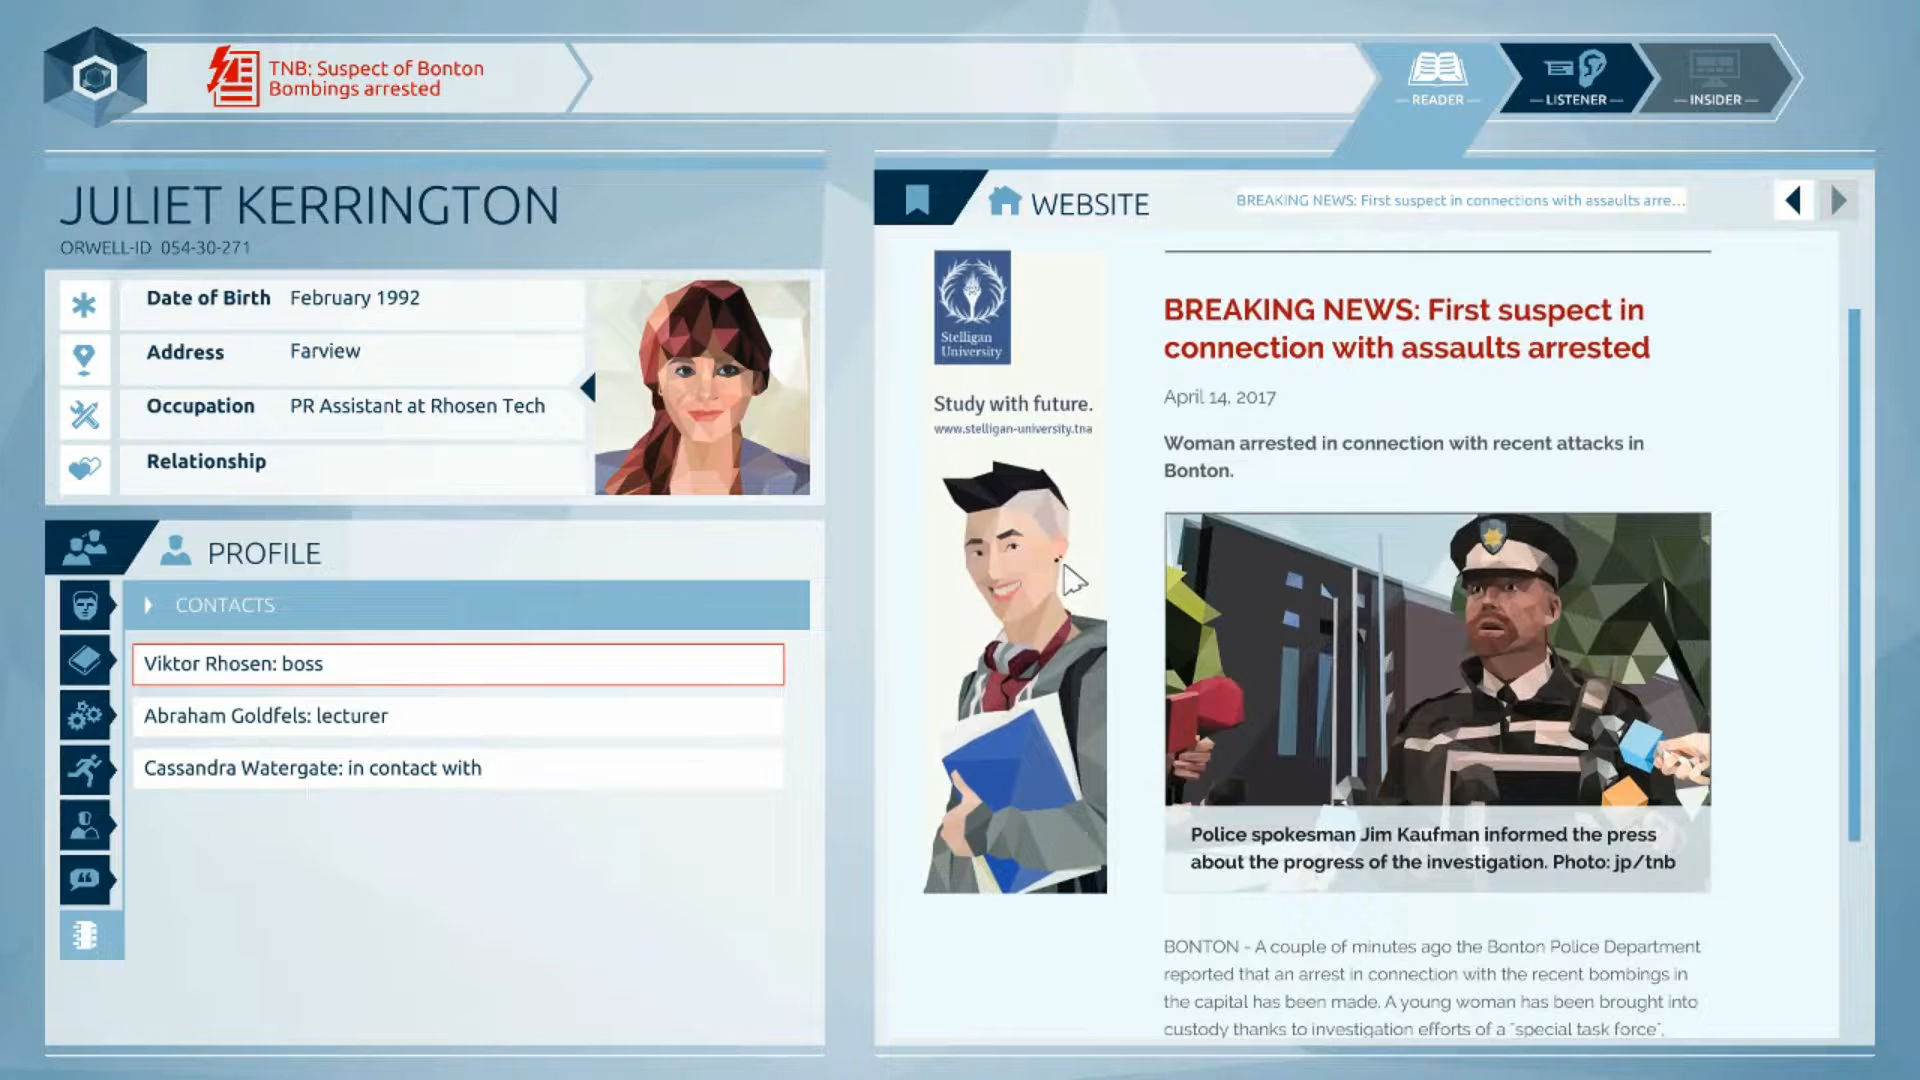 TNB: Suspect of Bonton
Bombings arrested
READER
LISTENER
INSIDER
JULIET KERRINGTON
ORWELL-ID 054-30-271
Date of Birth February 1992
Address Farview
Occupation PR Assistant at Rhosen Tech
Relationship
PROFILE
CONTACTS
Viktor Rhosen: boss
Abraham Goldfels: lecturer
Cassandra Watergate: in contact with
WEBSITE
BREAKING NEWS: First suspect in connections with assaults arre...
Stelligan
University
Study with future.
www.stelligan-university.tna
BREAKING NEWS: First suspect in
connection with assaults arrested
April 14, 2017
Woman arrested in connection with recent attacks in
Bonton.
Police spokesman Jim Kaufman informed the press
about the progress of the investigation. Photo: jp/tnb
BONTON - A couple of minutes ago the Bonton Police Department
reported that an arrest in connection with the recent bombings in
the capital has been made. A young woman has been brought into
custody thanks to investigation efforts of a "special task force",